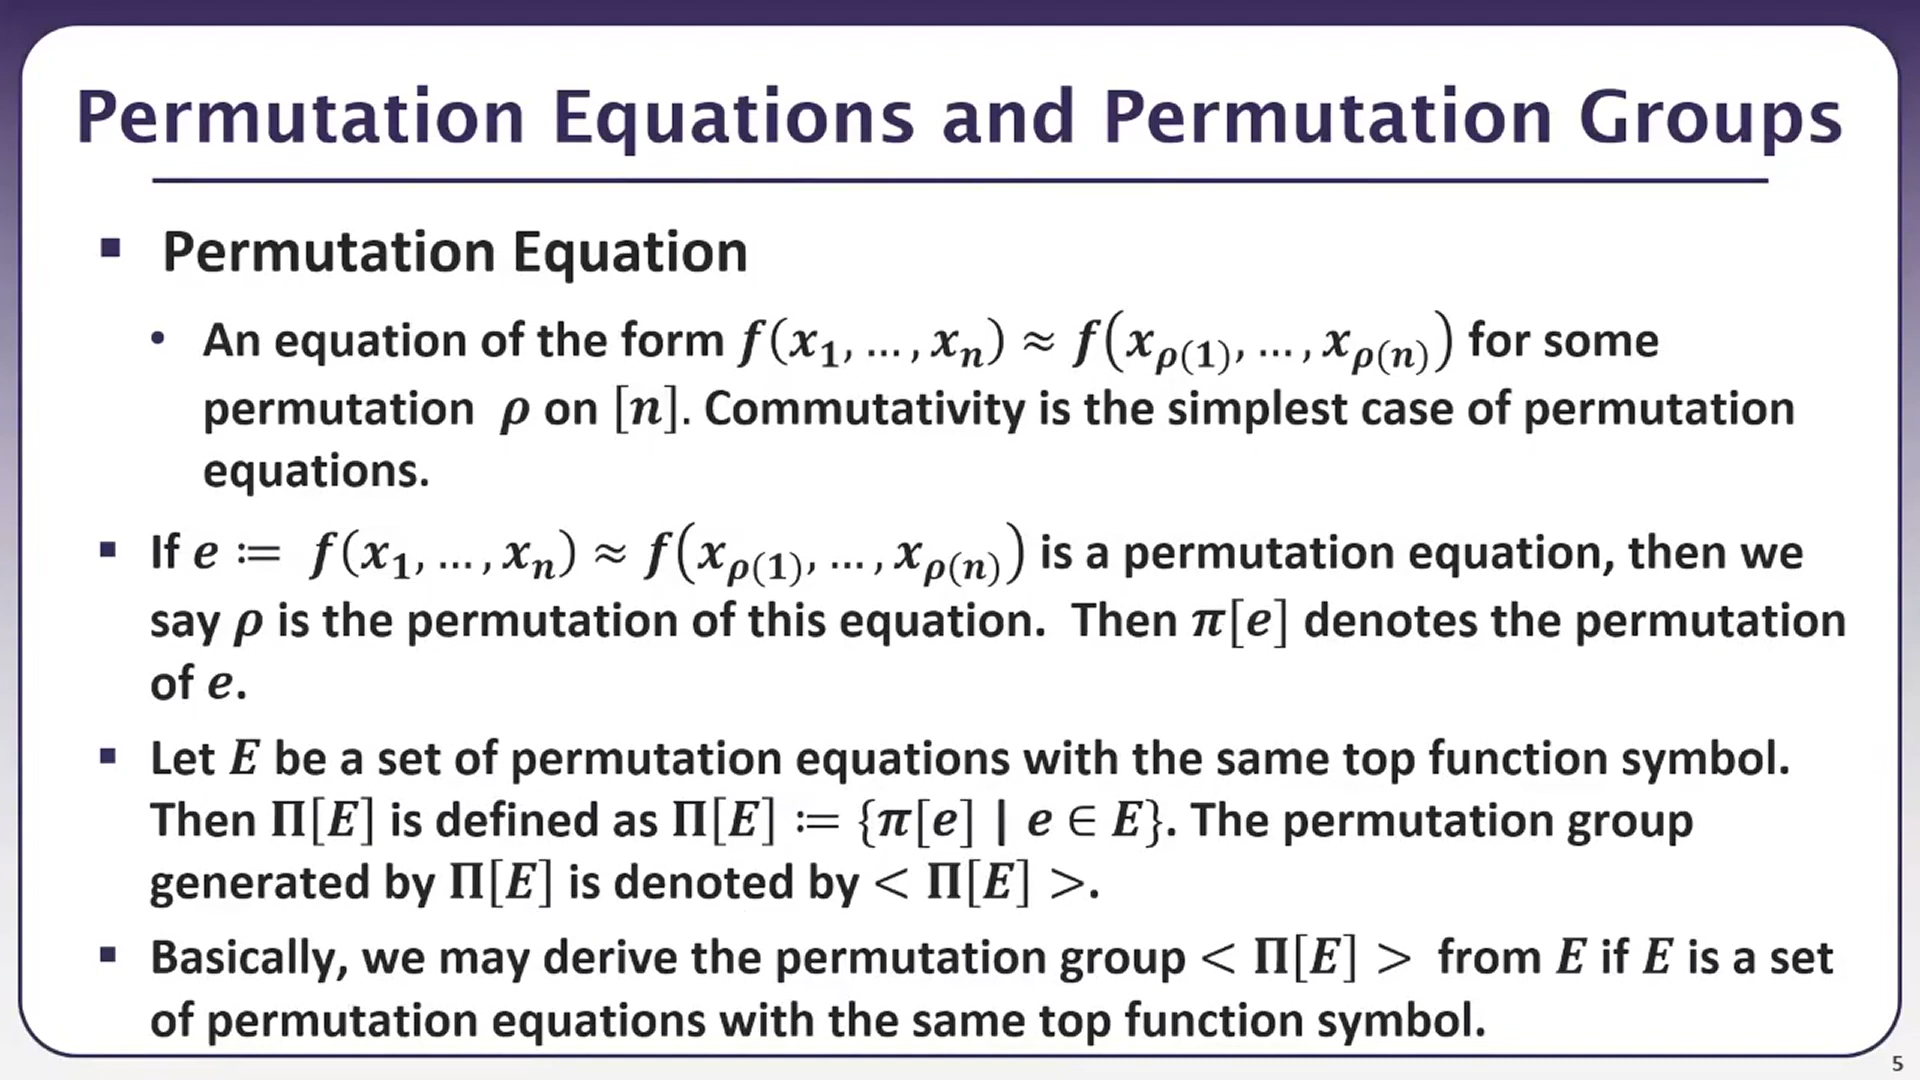 Permutation Equations and Permutation Groups
▪ Permutation Equation
• An equation of the form f(x₁, … , xₙ) ≈ f(x_ρ(1), … , x_ρ(n)) for some
permutation ρ on [n]. Commutativity is the simplest case of permutation
equations.
▪ If e ≔ f(x₁, … , xₙ) ≈ f(x_ρ(1), … , x_ρ(n)) is a permutation equation, then we
say ρ is the permutation of this equation. Then π[e] denotes the permutation
of e.
▪ Let E be a set of permutation equations with the same top function symbol.
Then Π[E] is defined as Π[E] ≔ {π[e] | e ∈ E}. The permutation group
generated by Π[E] is denoted by < Π[E] >.
▪ Basically, we may derive the permutation group < Π[E] > from E if E is a set
of permutation equations with the same top function symbol.
5